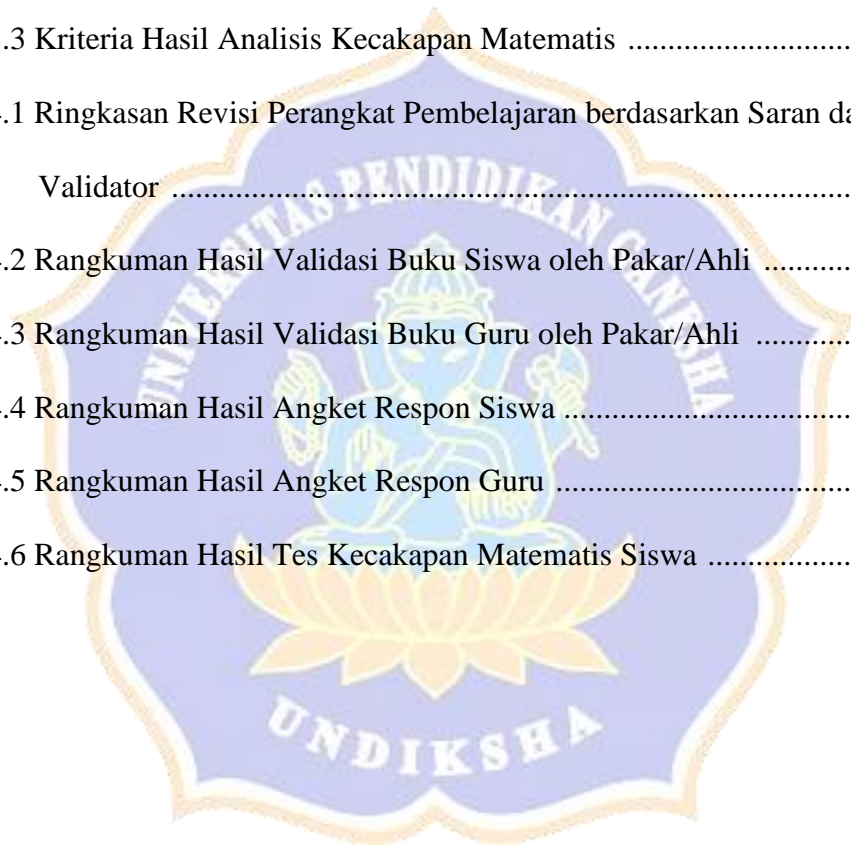 .3 Kriteria Hasil Analisis Kecakapan Matematis ............................
.1 Ringkasan Revisi Perangkat Pembelajaran berdasarkan Saran da
Validator ....................................................................................
.2 Rangkuman Hasil Validasi Buku Siswa oleh Pakar/Ahli ...........
.3 Rangkuman Hasil Validasi Buku Guru oleh Pakar/Ahli ............
.4 Rangkuman Hasil Angket Respon Siswa ...................................
.5 Rangkuman Hasil Angket Respon Guru ....................................
.6 Rangkuman Hasil Tes Kecakapan Matematis Siswa ..................
UNIVERSITAS PENDIDIKAN GANESHA
UNDIKSHA